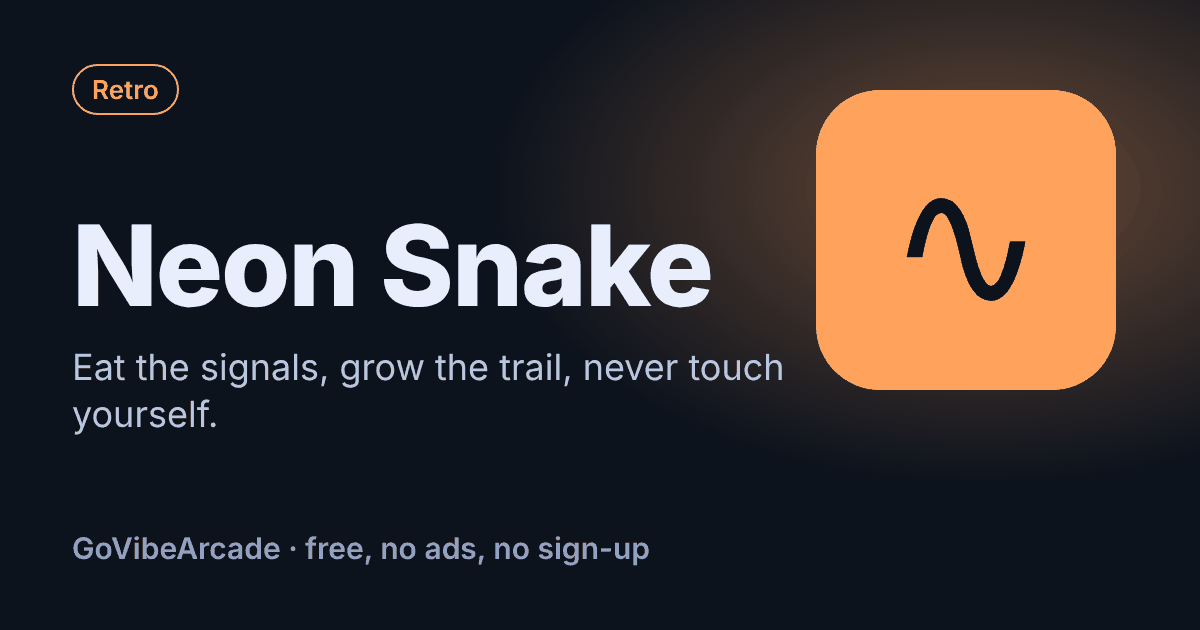 Retro
Neon Snake
Eat the signals, grow the trail, never touch
yourself.
GoVibeArcade · free, no ads, no sign-up